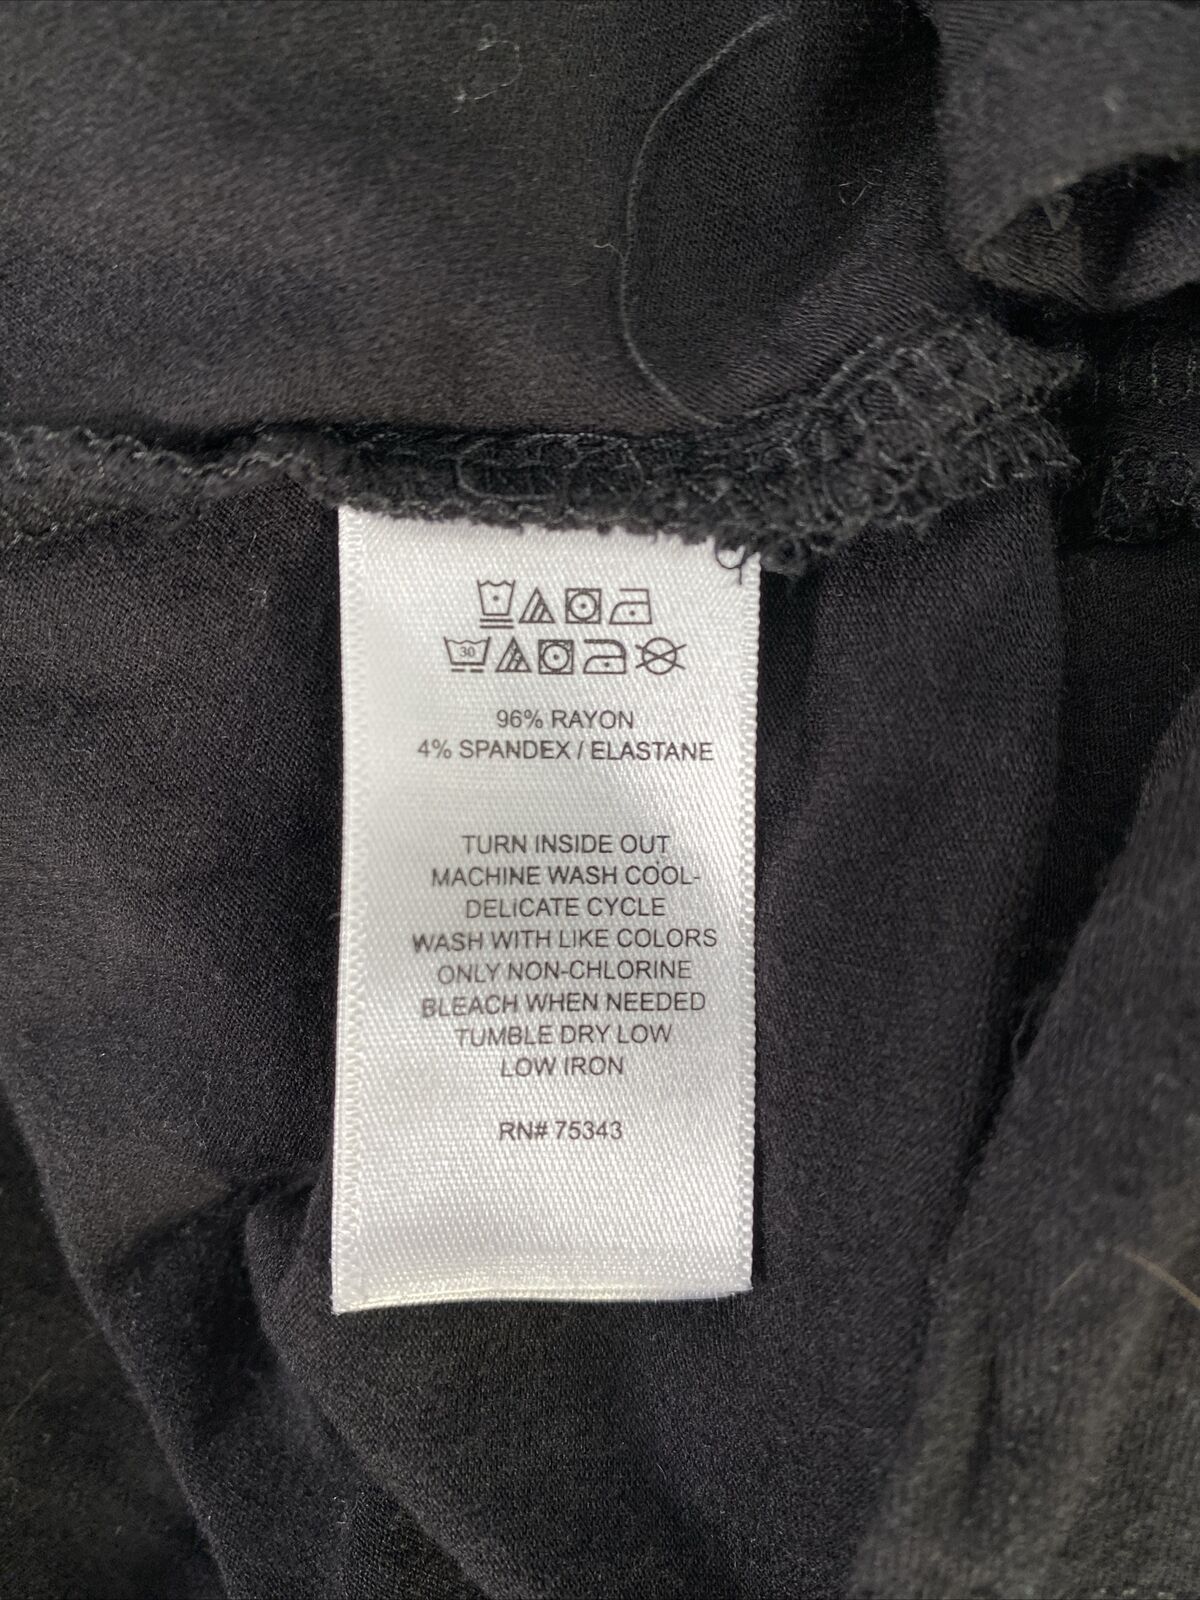 30
96% RAYON
4% SPANDEX / ELASTANE
TURN INSIDE OUT
MACHINE WASH COOL-
DELICATE CYCLE
WASH WITH LIKE COLORS
ONLY NON-CHLORINE
BLEACH WHEN NEEDED
TUMBLE DRY LOW
LOW IRON
RN# 75343